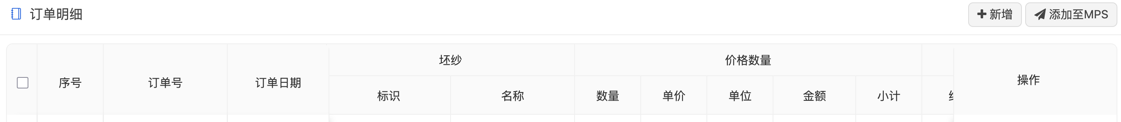 订单明细
新增
添加至MPS
序号
订单号
订单日期
坯纱
价格数量
操作
标识
名称
数量
单价
单位
金额
小计